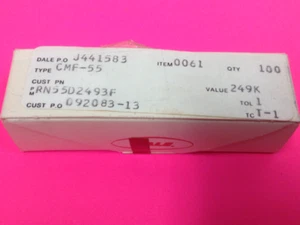 DALE P.O J441583 ITEM 0061 QTY 100
TYPE CMF-55
CUST PN
RN55D2493F VALUE 249K
CUST P.O 092083-13 TOL 1
TC T-1
DALE